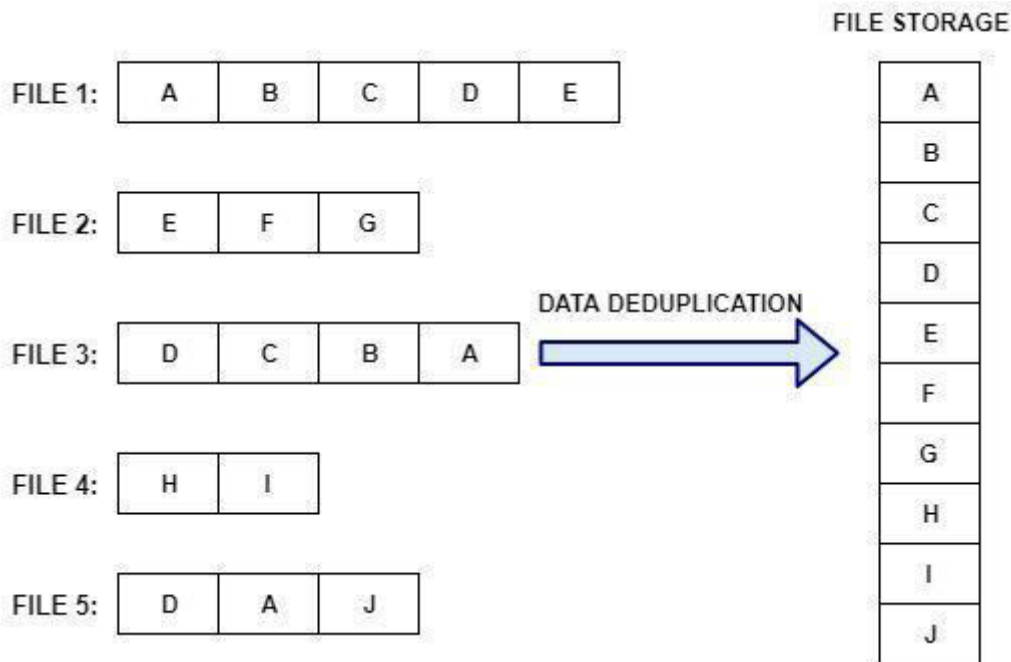 FILE STORAGE
FILE 1: A B C D E
FILE 2: E F G
FILE 3: D C B A
FILE 4: H I
FILE 5: D A J
DATA DEDUPLICATION
A
B
C
D
E
F
G
H
I
J